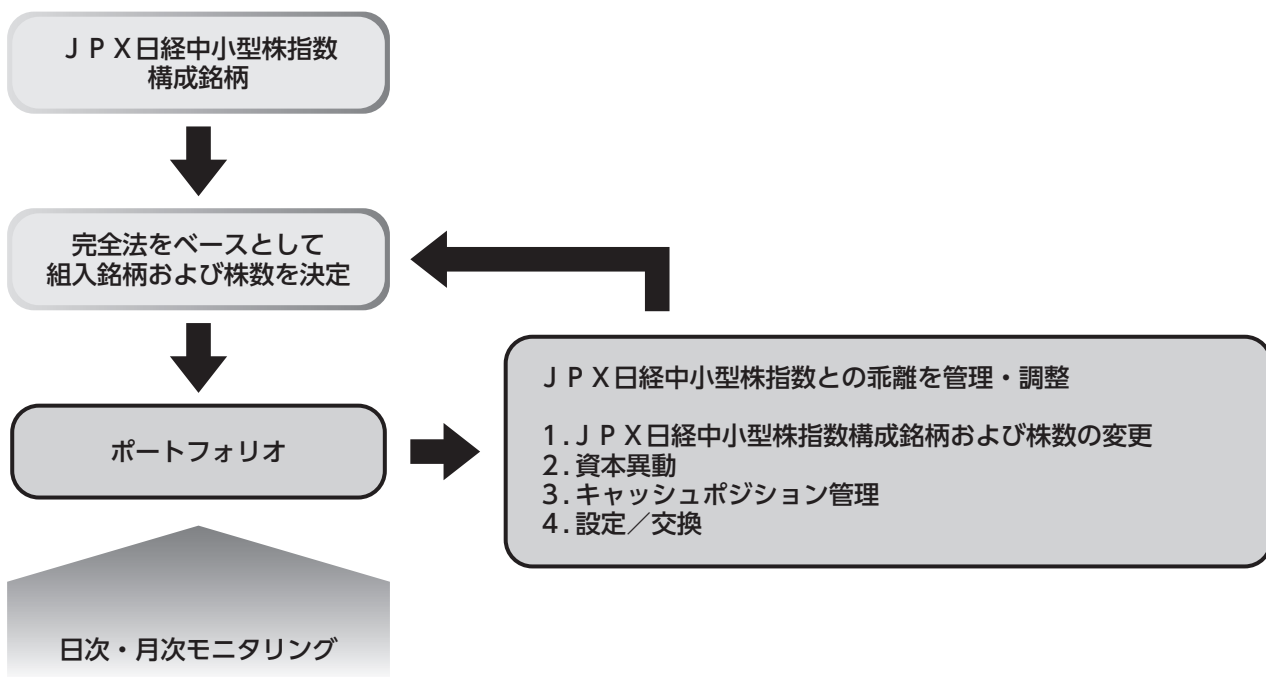 ＪＰＸ日経中小型株指数
構成銘柄
完全法をベースとして
組入銘柄および株数を決定
ポートフォリオ
ＪＰＸ日経中小型株指数との乖離を管理・調整
1．ＪＰＸ日経中小型株指数構成銘柄および株数の変更
2．資本異動
3．キャッシュポジション管理
4．設定／交換
日次・月次モニタリング